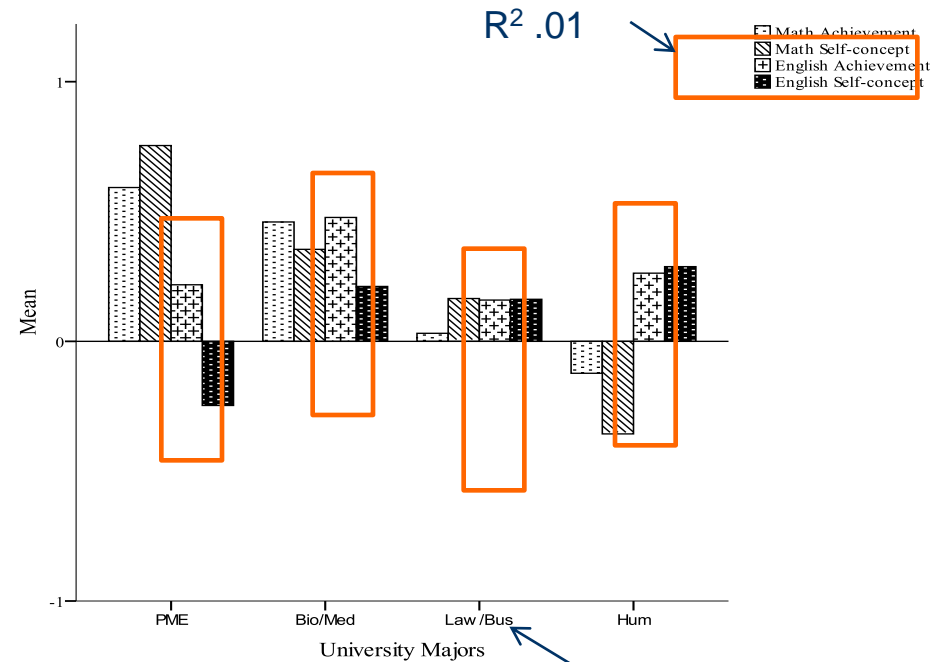 R² .01
Math Achievement
Math Self-concept
English Achievement
English Self-concept
1
Mean
0
-1
PME Bio/Med Law/Bus Hum
University Majors